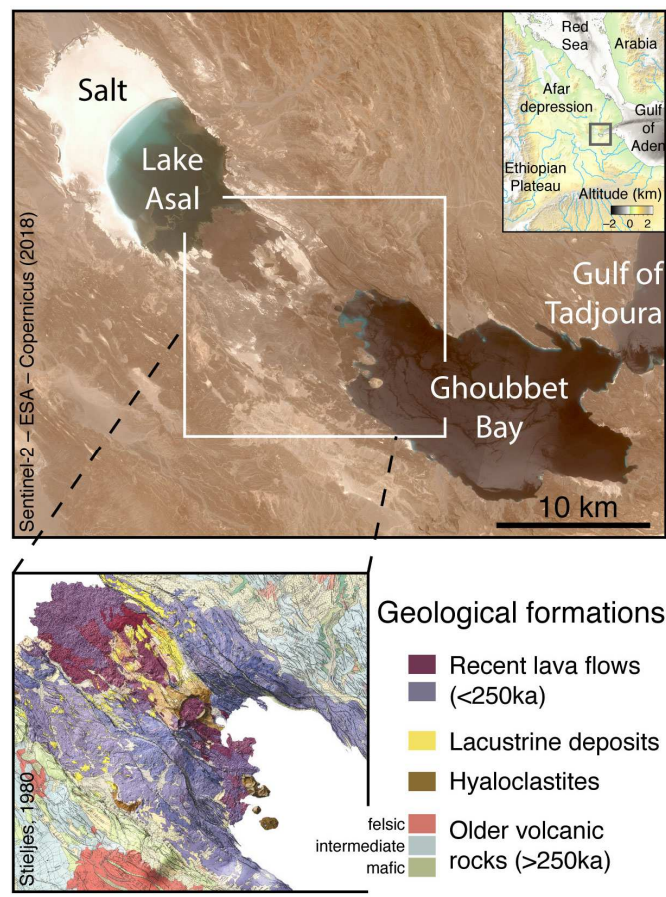 Red
Sea
Arabia
Afar
depression
Gulf
of
Aden
Ethiopian
Plateau
Altitude (km)
−2 0 2
Salt
Lake
Asal
Gulf of
Tadjoura
Ghoubbet
Bay
10 km
Sentinel-2 – ESA – Copernicus (2018)
Stieljes, 1980
Geological formations
Recent lava flows
(<250ka)
Lacustrine deposits
Hyaloclastites
felsic
intermediate
mafic
Older volcanic
rocks (>250ka)